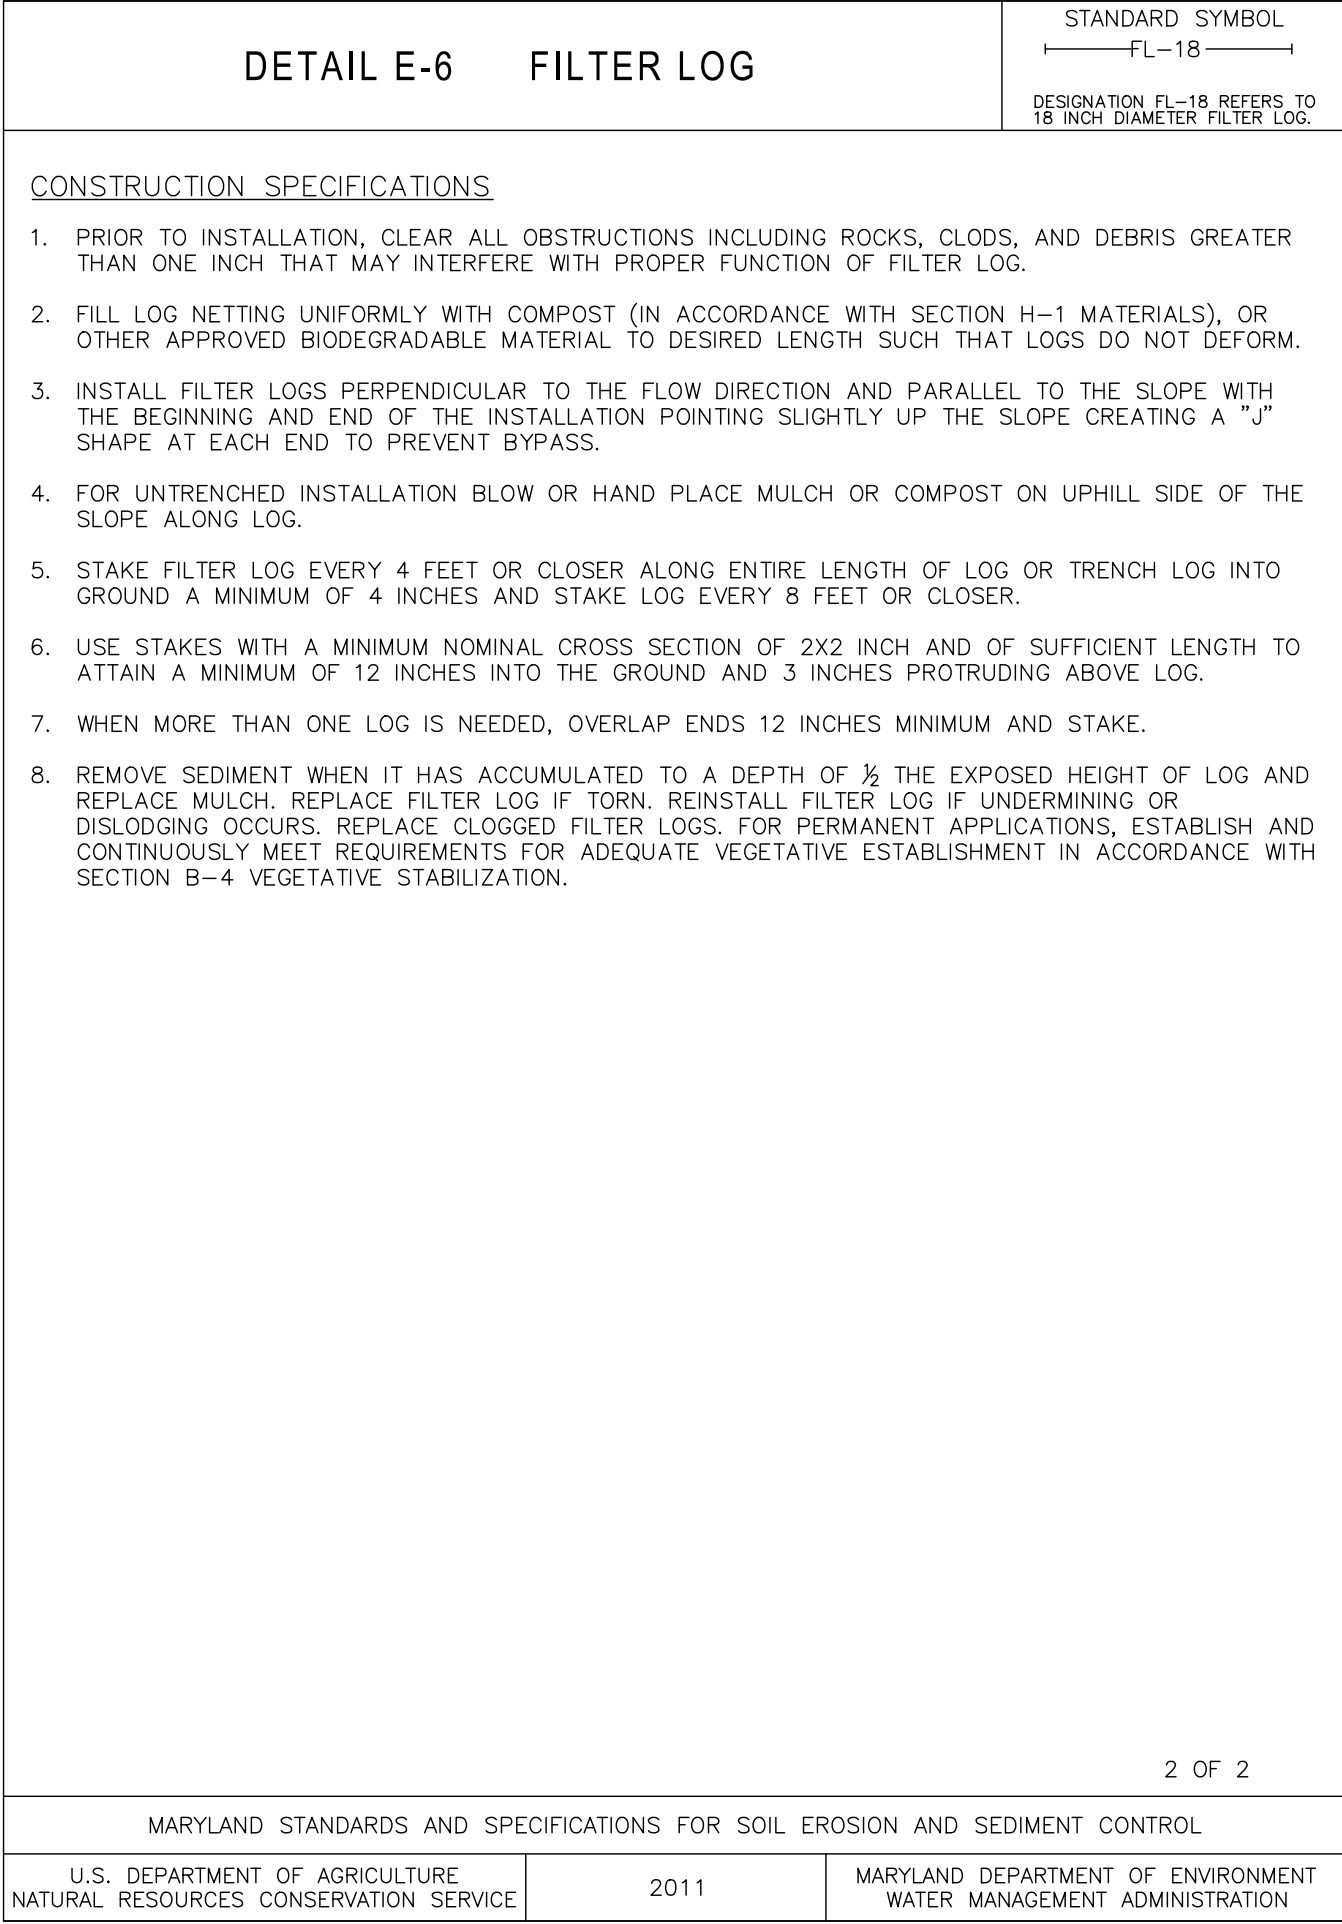 DETAIL E-6 FILTER LOG
STANDARD SYMBOL
FL-18
DESIGNATION FL-18 REFERS TO
18 INCH DIAMETER FILTER LOG.
CONSTRUCTION SPECIFICATIONS
1. PRIOR TO INSTALLATION, CLEAR ALL OBSTRUCTIONS INCLUDING ROCKS, CLODS, AND DEBRIS GREATER
THAN ONE INCH THAT MAY INTERFERE WITH PROPER FUNCTION OF FILTER LOG.
2. FILL LOG NETTING UNIFORMLY WITH COMPOST (IN ACCORDANCE WITH SECTION H-1 MATERIALS), OR
OTHER APPROVED BIODEGRADABLE MATERIAL TO DESIRED LENGTH SUCH THAT LOGS DO NOT DEFORM.
3. INSTALL FILTER LOGS PERPENDICULAR TO THE FLOW DIRECTION AND PARALLEL TO THE SLOPE WITH
THE BEGINNING AND END OF THE INSTALLATION POINTING SLIGHTLY UP THE SLOPE CREATING A "J"
SHAPE AT EACH END TO PREVENT BYPASS.
4. FOR UNTRENCHED INSTALLATION BLOW OR HAND PLACE MULCH OR COMPOST ON UPHILL SIDE OF THE
SLOPE ALONG LOG.
5. STAKE FILTER LOG EVERY 4 FEET OR CLOSER ALONG ENTIRE LENGTH OF LOG OR TRENCH LOG INTO
GROUND A MINIMUM OF 4 INCHES AND STAKE LOG EVERY 8 FEET OR CLOSER.
6. USE STAKES WITH A MINIMUM NOMINAL CROSS SECTION OF 2X2 INCH AND OF SUFFICIENT LENGTH TO
ATTAIN A MINIMUM OF 12 INCHES INTO THE GROUND AND 3 INCHES PROTRUDING ABOVE LOG.
7. WHEN MORE THAN ONE LOG IS NEEDED, OVERLAP ENDS 12 INCHES MINIMUM AND STAKE.
8. REMOVE SEDIMENT WHEN IT HAS ACCUMULATED TO A DEPTH OF ½ THE EXPOSED HEIGHT OF LOG AND
REPLACE MULCH. REPLACE FILTER LOG IF TORN. REINSTALL FILTER LOG IF UNDERMINING OR
DISLODGING OCCURS. REPLACE CLOGGED FILTER LOGS. FOR PERMANENT APPLICATIONS, ESTABLISH AND
CONTINUOUSLY MEET REQUIREMENTS FOR ADEQUATE VEGETATIVE ESTABLISHMENT IN ACCORDANCE WITH
SECTION B-4 VEGETATIVE STABILIZATION.
2 OF 2
MARYLAND STANDARDS AND SPECIFICATIONS FOR SOIL EROSION AND SEDIMENT CONTROL
U.S. DEPARTMENT OF AGRICULTURE
NATURAL RESOURCES CONSERVATION SERVICE
2011
MARYLAND DEPARTMENT OF ENVIRONMENT
WATER MANAGEMENT ADMINISTRATION